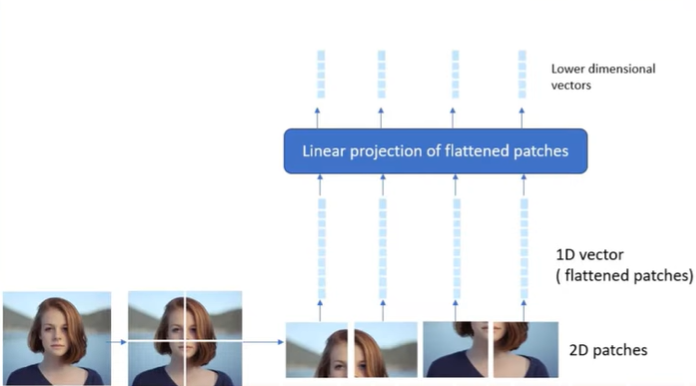 Lower dimensional
vectors
Linear projection of flattened patches
1D vector
( flattened patches)
2D patches